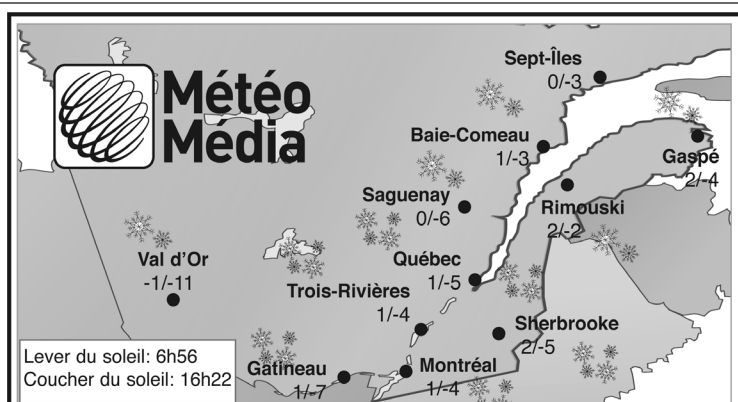 Météo
Média
Sept-Îles
0/-3
Baie-Comeau
1/-3
Gaspé
2/-4
Saguenay
0/-6
Rimouski
2/-2
Val d'Or
-1/-11
Québec
1/-5
Trois-Rivières
1/-4
Sherbrooke
2/-5
Lever du soleil: 6h56
Coucher du soleil: 16h22
Gatineau
1/-7
Montréal
1/-4